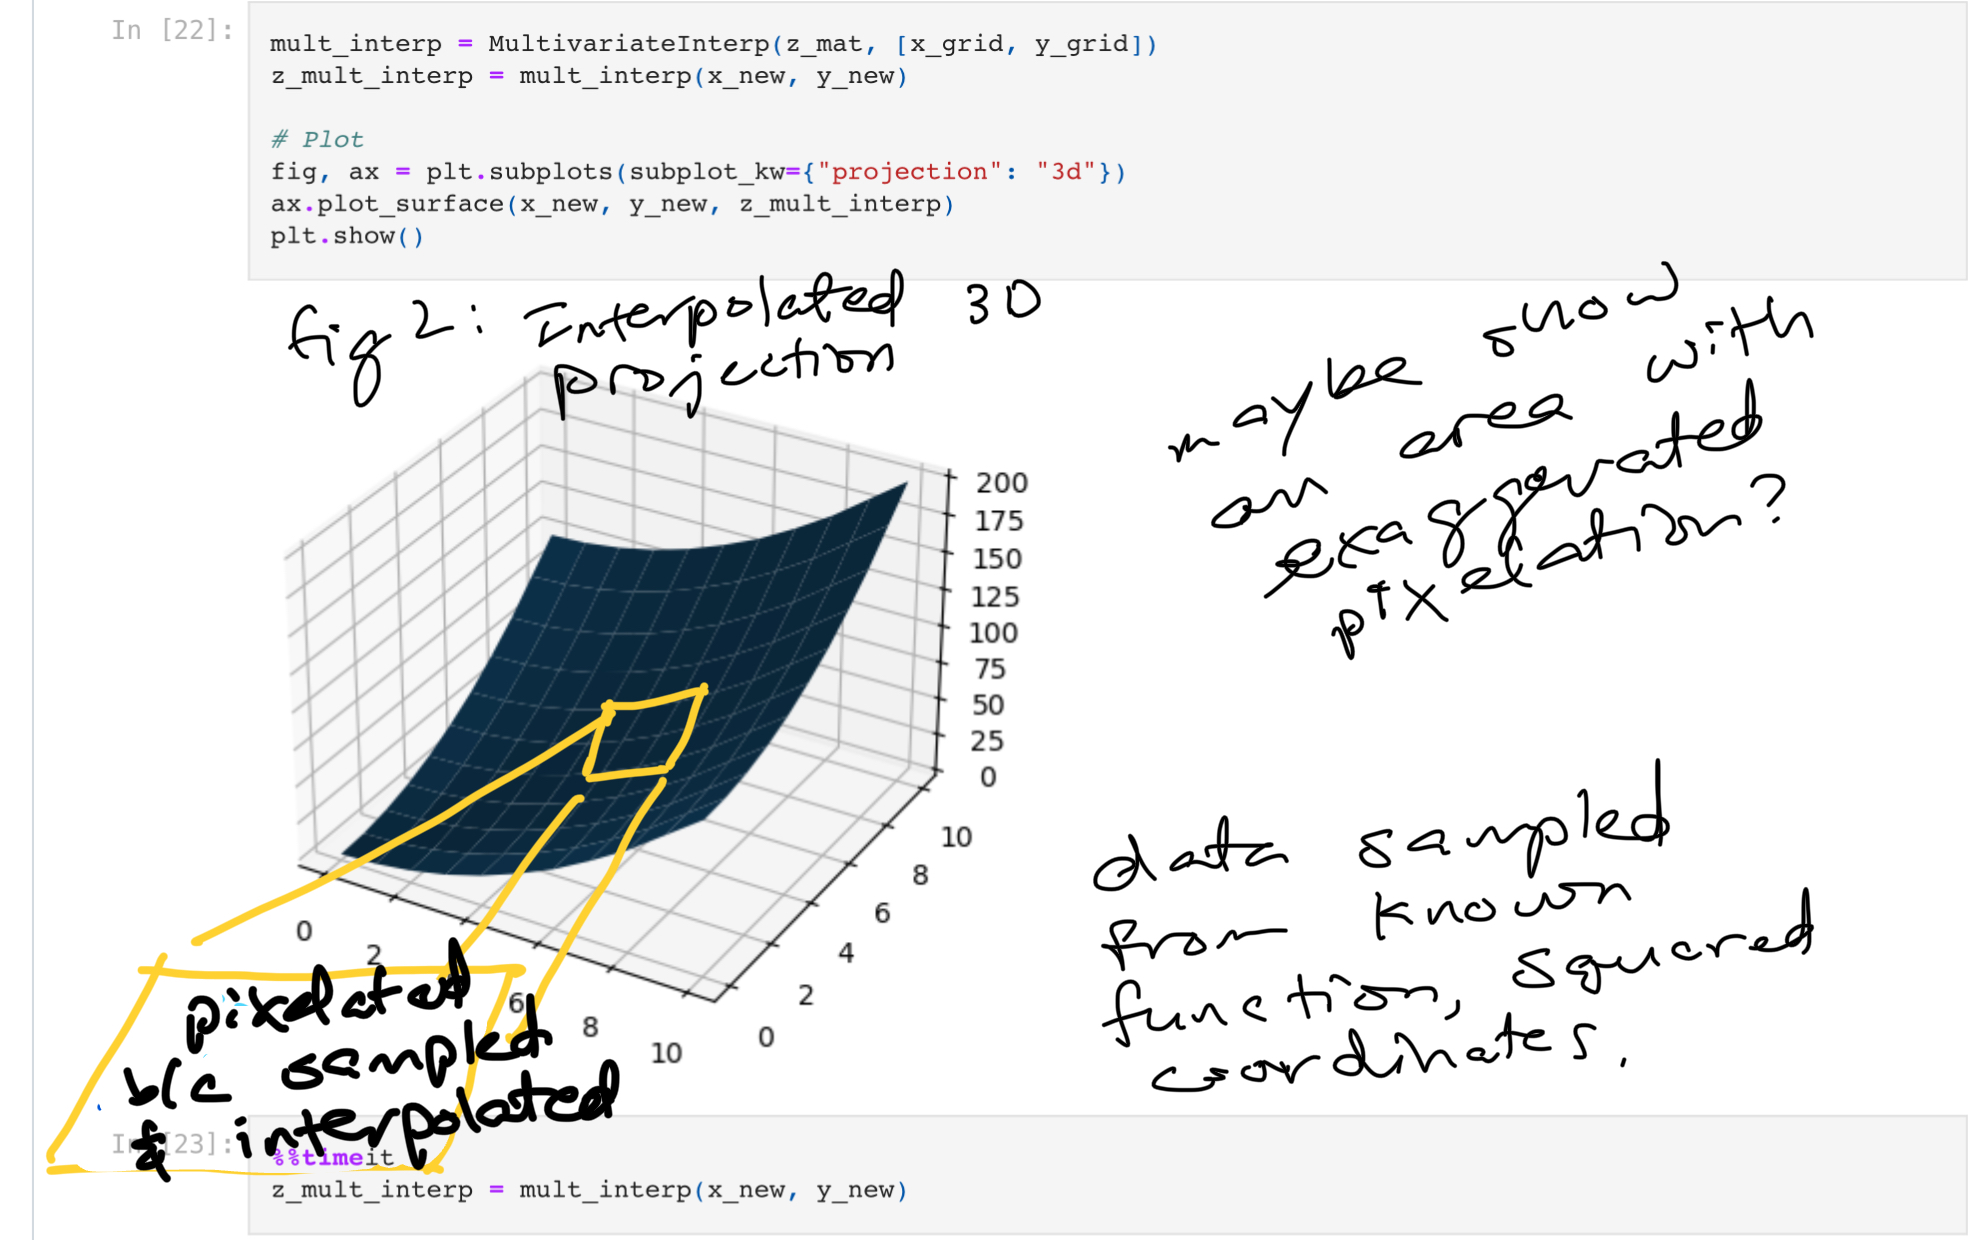 In [22]:
mult_interp = MultivariateInterp(z_mat, [x_grid, y_grid])
z_mult_interp = mult_interp(x_new, y_new)
# Plot
fig, ax = plt.subplots(subplot_kw={"projection": "3d"})
ax.plot_surface(x_new, y_new, z_mult_interp)
plt.show()
fig 2: Interpolated 3D
projection
maybe show
an area with
exaggerated
pixelation?
200
175
150
125
100
75
50
25
0
10
8
6
4
2
0
0
2
6
8
10
data sampled
from known
function, squared
coordinates.
pixelated
b/c sampled
& interpolated
In [23]:
%%timeit
z_mult_interp = mult_interp(x_new, y_new)